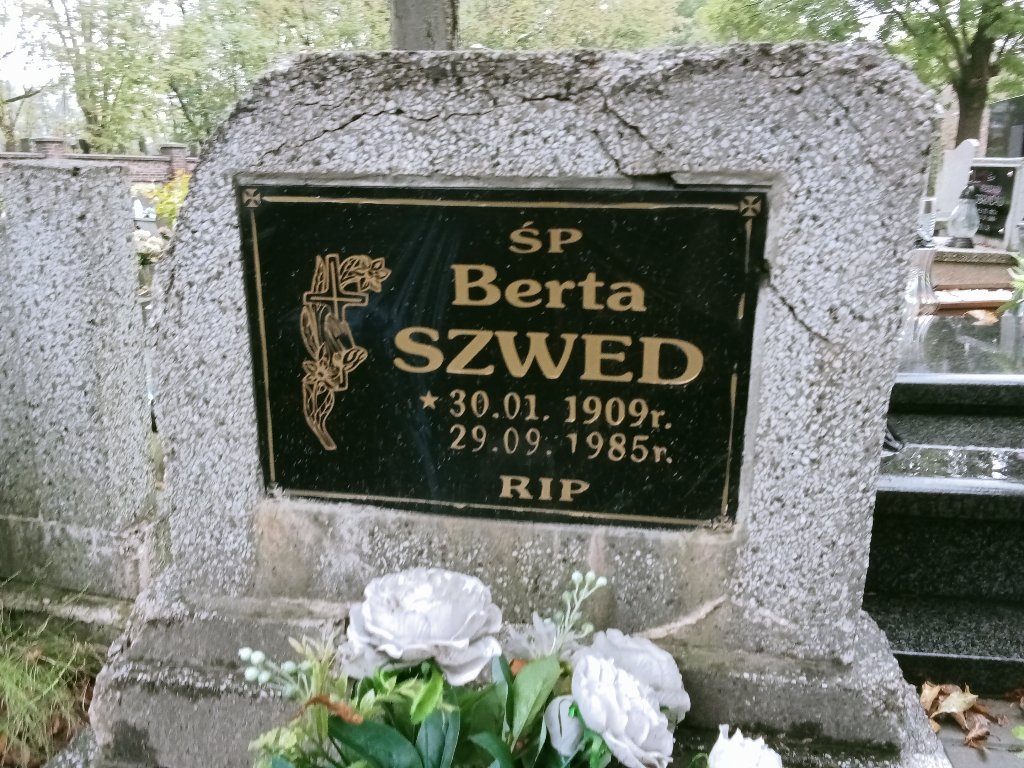 ŚP
Berta
SZWED
★ 30.01.1909r.
29.09.1985r.
RIP